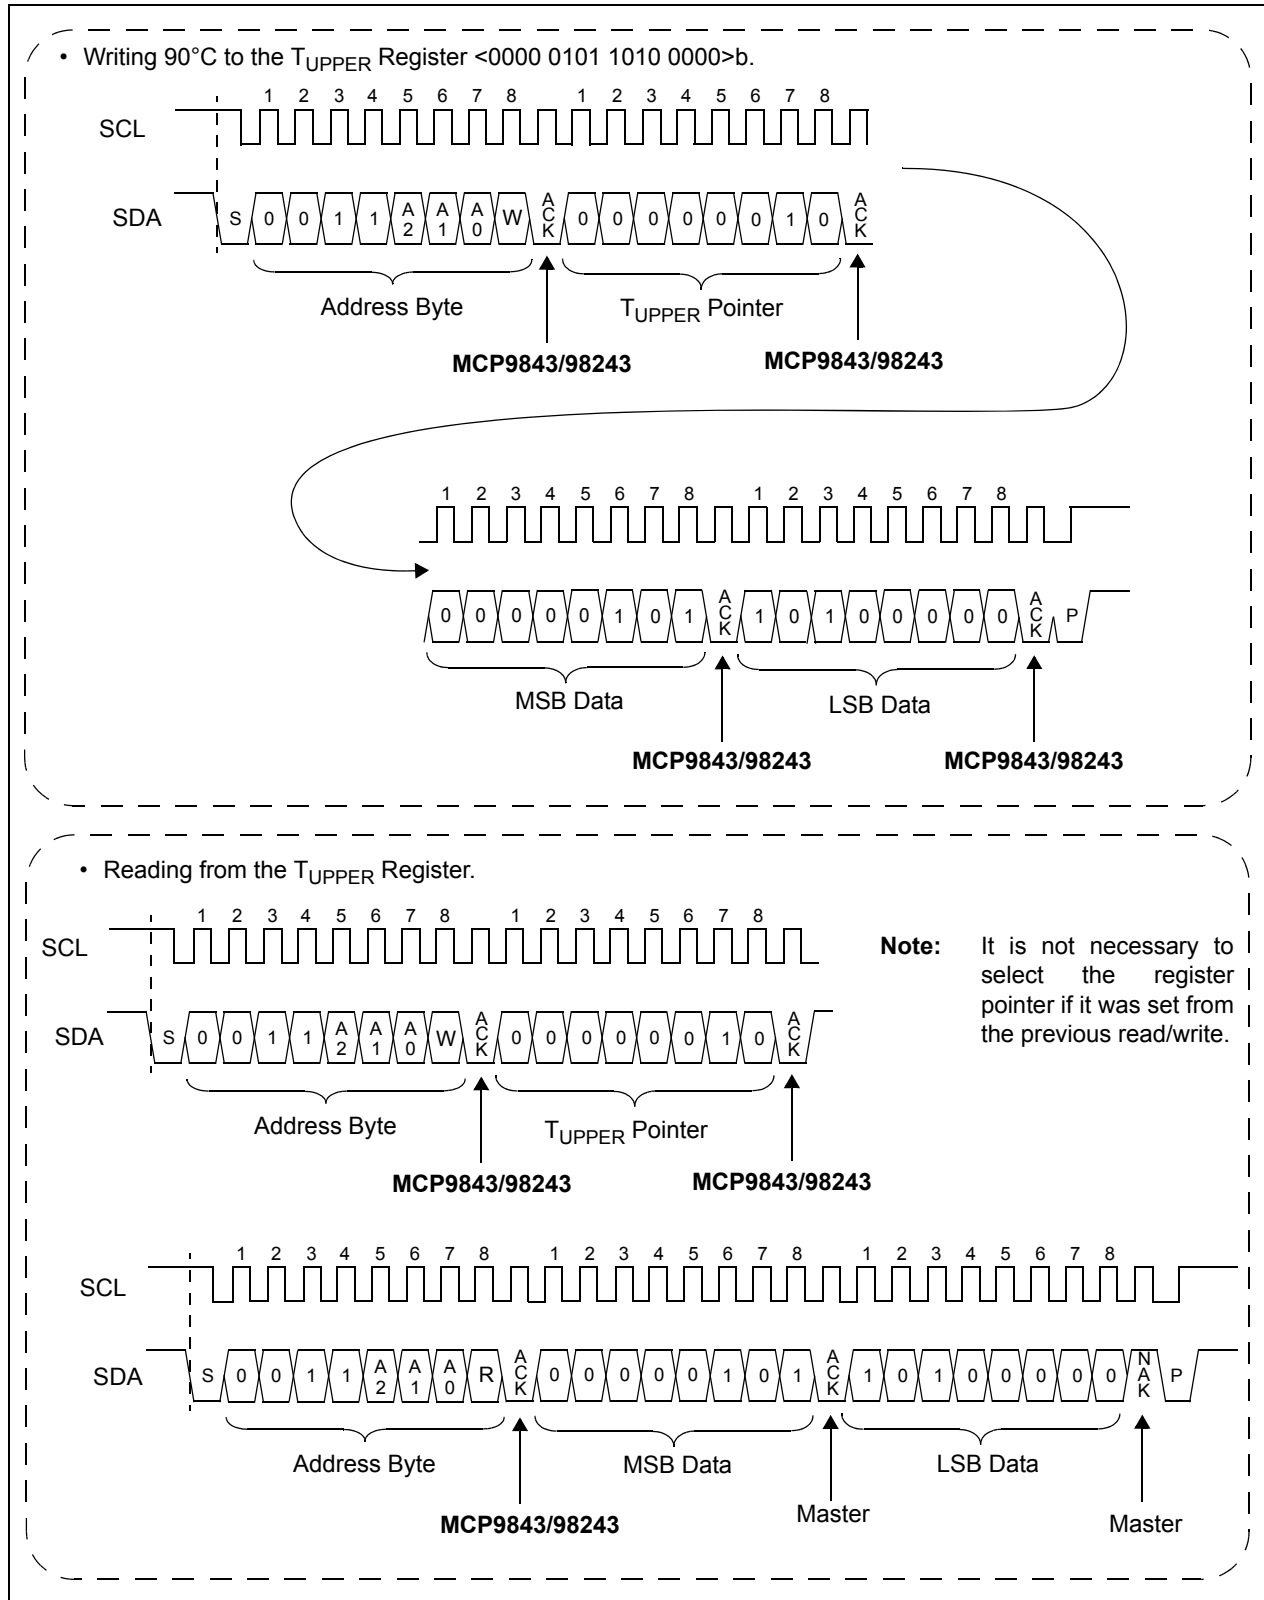 • Writing 90°C to the TUPPER Register <0000 0101 1010 0000>b.
1 2 3 4 5 6 7 8 1 2 3 4 5 6 7 8
SCL
SDA S 0 0 1 1 A2 A1 A0 W ACK 0 0 0 0 0 0 1 0 ACK
Address Byte TUPPER Pointer
MCP9843/98243 MCP9843/98243
1 2 3 4 5 6 7 8 1 2 3 4 5 6 7 8
0 0 0 0 0 1 0 1 ACK 1 0 1 0 0 0 0 0 ACK P
MSB Data LSB Data
MCP9843/98243 MCP9843/98243
• Reading from the TUPPER Register.
1 2 3 4 5 6 7 8 1 2 3 4 5 6 7 8
SCL
Note: It is not necessary to
select the register
pointer if it was set from
the previous read/write.
SDA S 0 0 1 1 A2 A1 A0 W ACK 0 0 0 0 0 0 1 0 ACK
Address Byte TUPPER Pointer
MCP9843/98243 MCP9843/98243
1 2 3 4 5 6 7 8 1 2 3 4 5 6 7 8 1 2 3 4 5 6 7 8
SCL
SDA S 0 0 1 1 A2 A1 A0 R ACK 0 0 0 0 0 1 0 1 ACK 1 0 1 0 0 0 0 0 NAK P
Address Byte MSB Data LSB Data
MCP9843/98243 Master Master